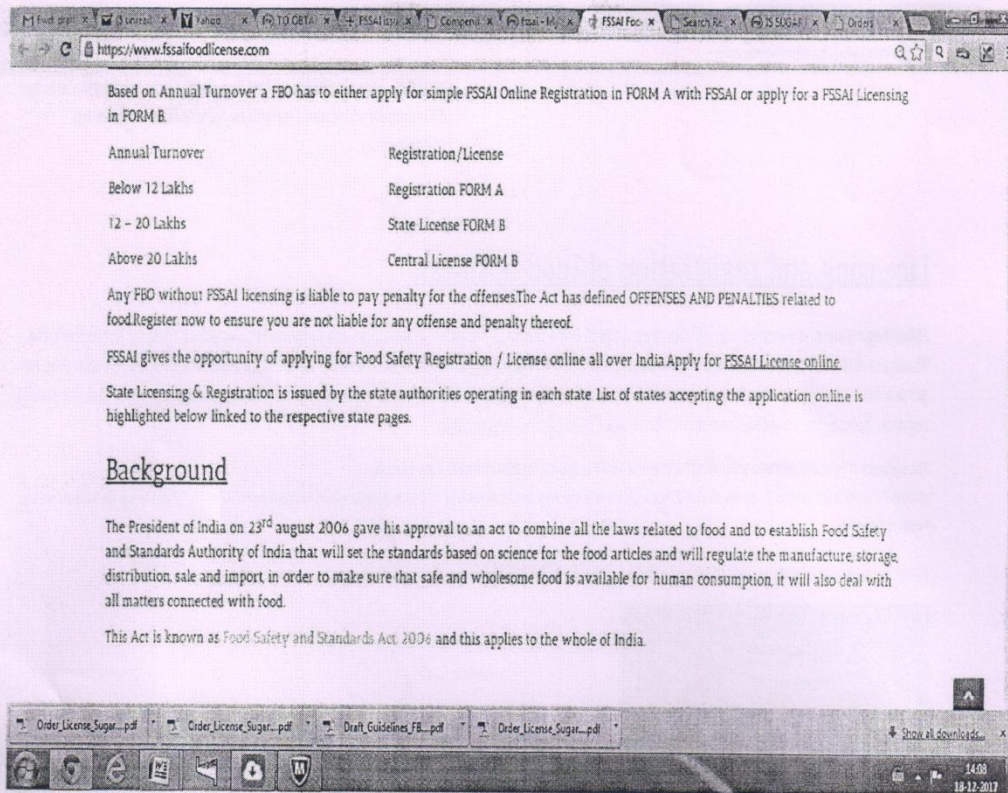 https://www.fssaifoodlicense.com
Based on Annual Turnover a FBO has to either apply for simple FSSAI Online Registration in FORM A with FSSAI or apply for a FSSAI Licensing
in FORM B.
Annual Turnover Registration/License
Below 12 Lakhs Registration FORM A
12 – 20 Lakhs State License FORM B
Above 20 Lakhs Central License FORM B
Any FBO without FSSAI licensing is liable to pay penalty for the offenses.The Act has defined OFFENSES AND PENALTIES related to
food.Register now to ensure you are not liable for any offense and penalty thereof.
FSSAI gives the opportunity of applying for Food Safety Registration / License online all over India.Apply for FSSAI License online.
State Licensing & Registration is issued by the state authorities operating in each state. List of states accepting the application online is
highlighted below linked to the respective state pages.
Background
The President of India on 23rd august 2006 gave his approval to an act to combine all the laws related to food and to establish Food Safety
and Standards Authority of India that will set the standards based on science for the food articles and will regulate the manufacture, storage,
distribution, sale and import, in order to make sure that safe and wholesome food is available for human consumption, it will also deal with
all matters connected with food.
This Act is known as Food Safety and Standards Act, 2006 and this applies to the whole of India.
Order_License_Sugar....pdf Order_License_Sugar....pdf Draft_Guidelines_FB....pdf Order_License_Sugar....pdf Show all downloads...
14:08
18-12-2017